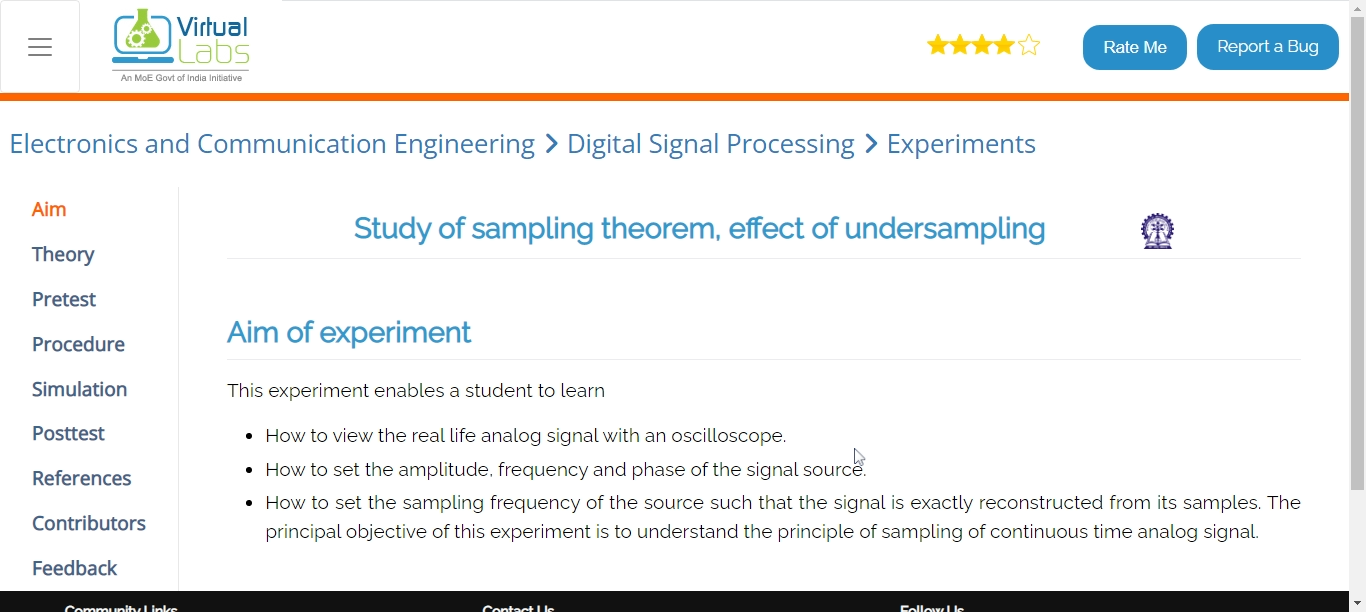 Virtual
Labs
An MoE Govt of India Initiative
Rate Me
Report a Bug
Electronics and Communication Engineering > Digital Signal Processing > Experiments
Aim
Theory
Pretest
Procedure
Simulation
Posttest
References
Contributors
Feedback
Study of sampling theorem, effect of undersampling
Aim of experiment
This experiment enables a student to learn
• How to view the real life analog signal with an oscilloscope.
• How to set the amplitude, frequency and phase of the signal source.
• How to set the sampling frequency of the source such that the signal is exactly reconstructed from its samples. The
principal objective of this experiment is to understand the principle of sampling of continuous time analog signal.
Community Links
Contact Us
Follow Us